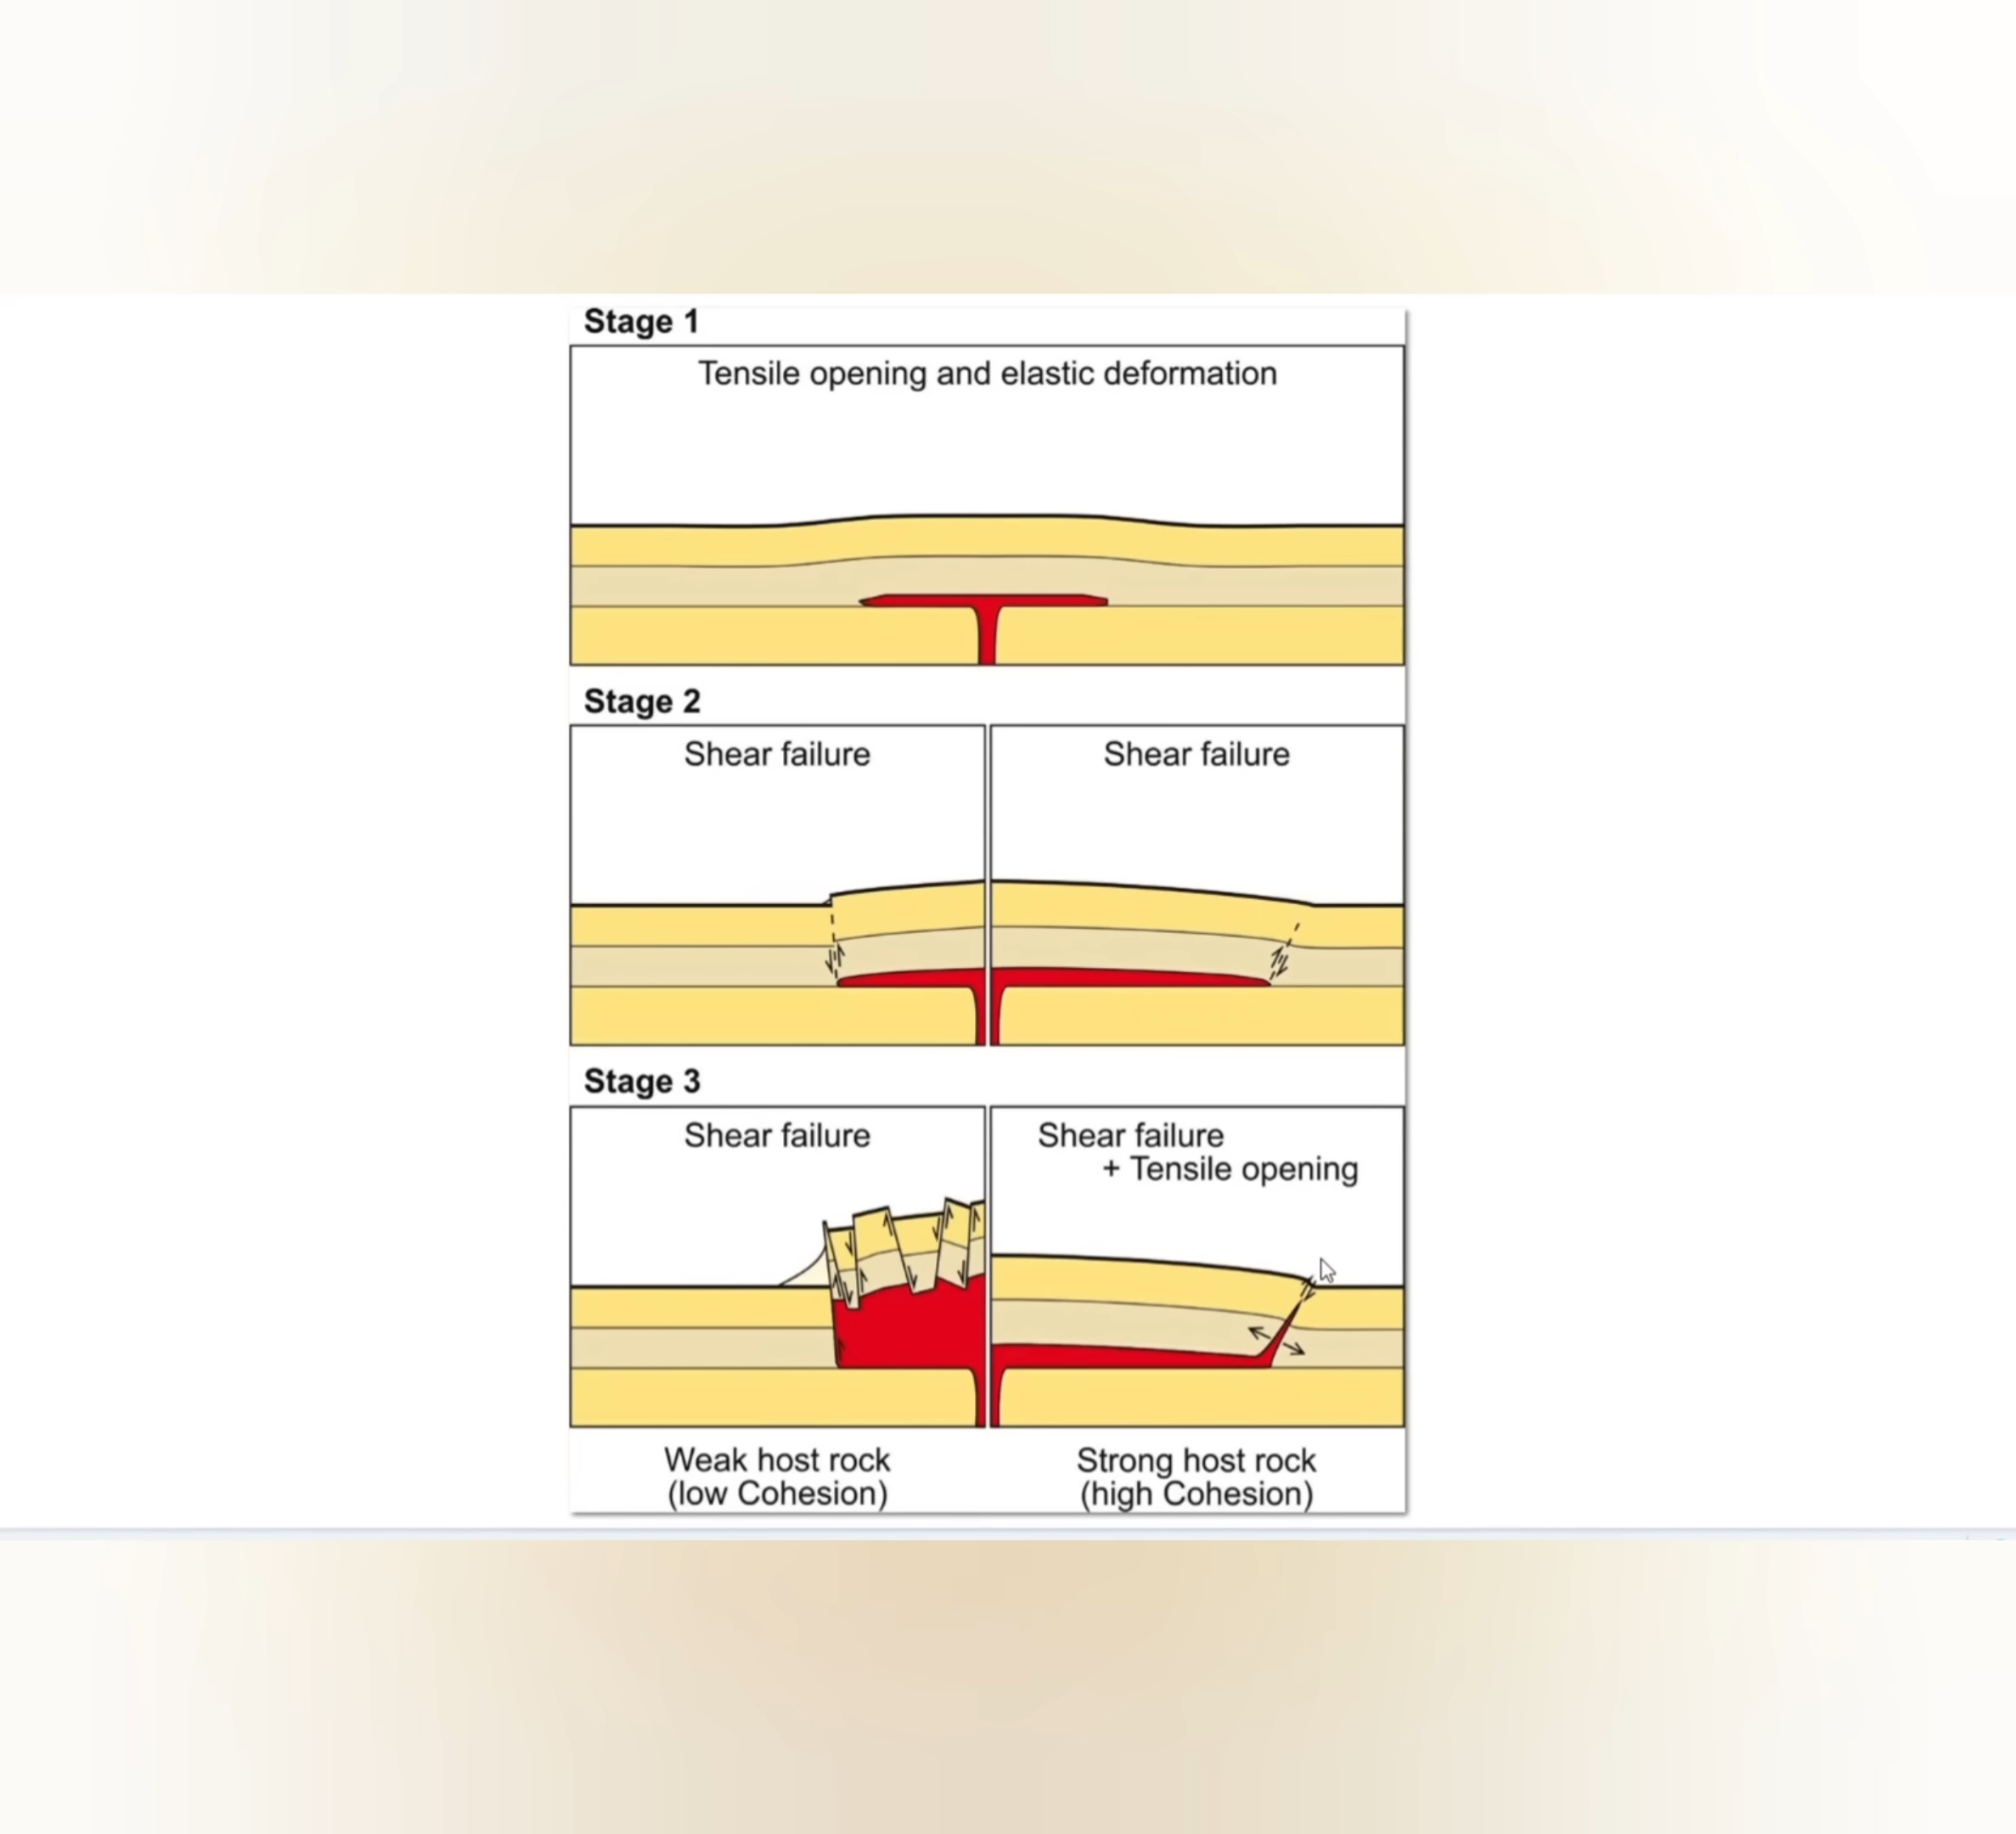 Stage 1
Tensile opening and elastic deformation
Stage 2
Shear failure
Shear failure
Stage 3
Shear failure
Shear failure
+ Tensile opening
Weak host rock
(low Cohesion)
Strong host rock
(high Cohesion)